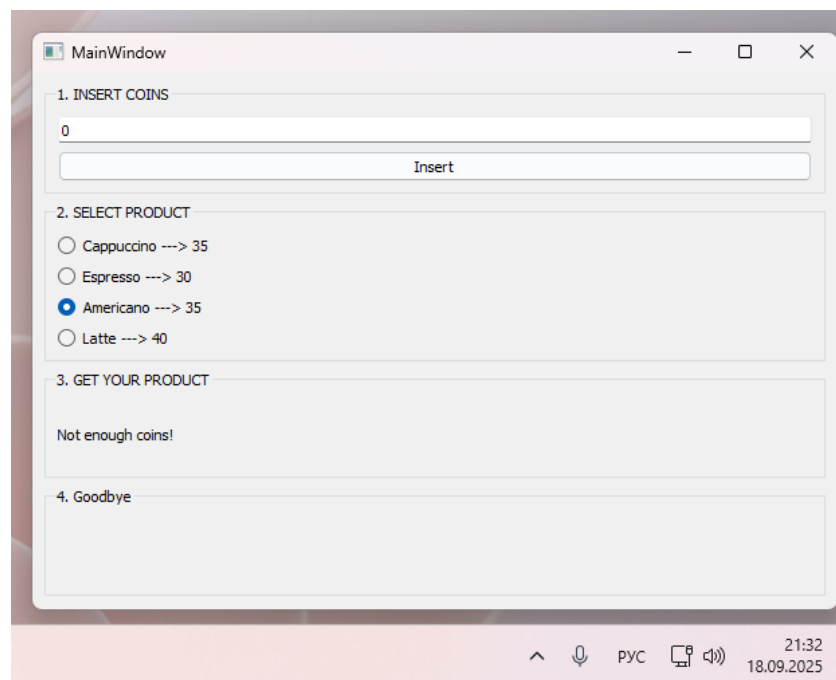 MainWindow
1. INSERT COINS
0
Insert
2. SELECT PRODUCT
Cappuccino ---> 35
Espresso ---> 30
Americano ---> 35
Latte ---> 40
3. GET YOUR PRODUCT
Not enough coins!
4. Goodbye
РУС
21:32
18.09.2025